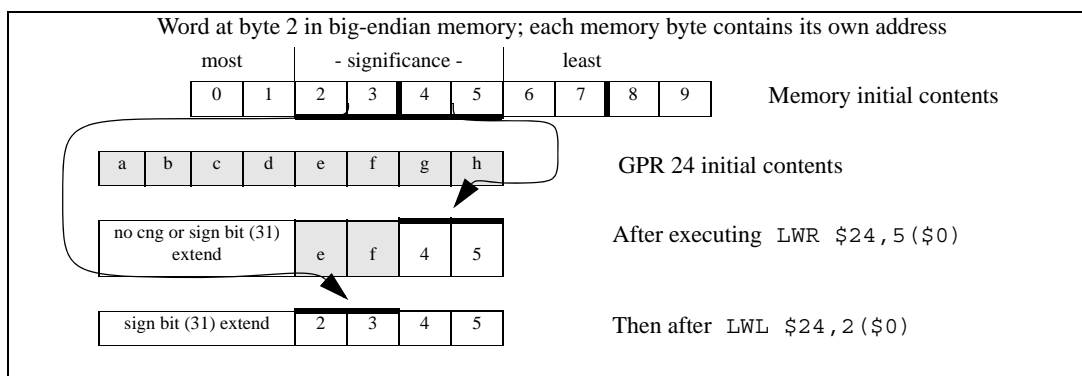 Word at byte 2 in big-endian memory; each memory byte contains its own address
most - significance - least
0 1 2 3 4 5 6 7 8 9 Memory initial contents
a b c d e f g h GPR 24 initial contents
no cng or sign bit (31)
extend e f 4 5 After executing LWR $24,5($0)
sign bit (31) extend 2 3 4 5 Then after LWL $24,2($0)